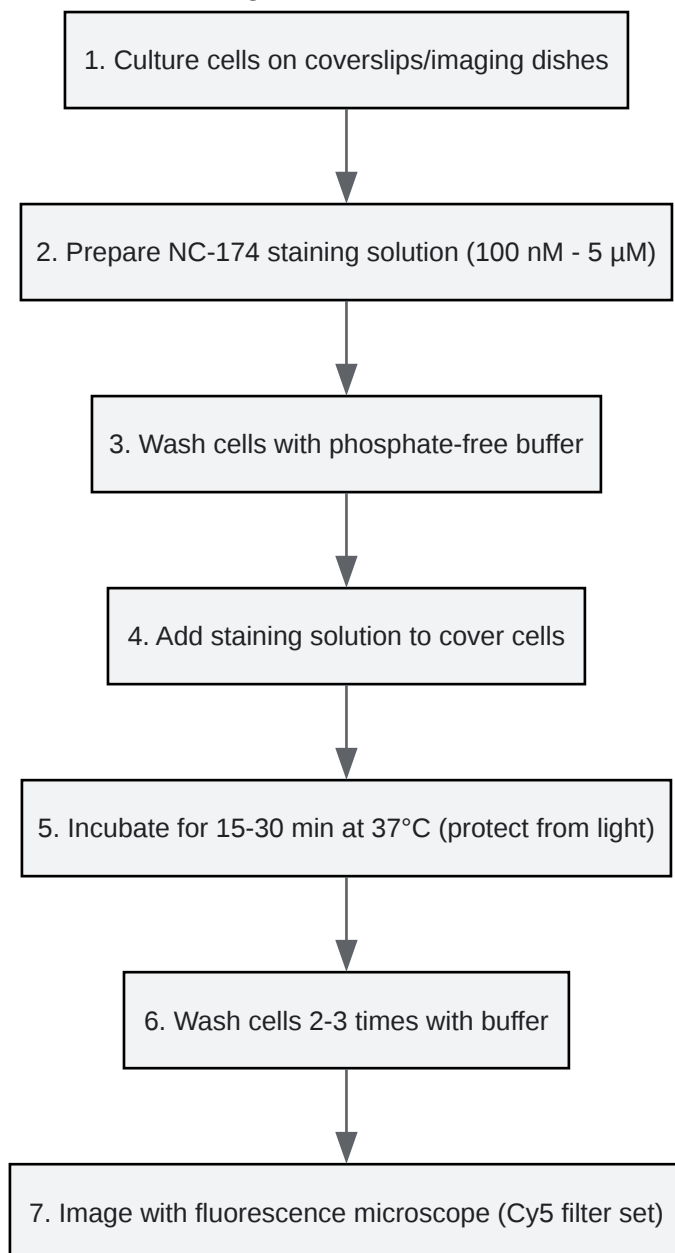 1. Culture cells on coverslips/imaging dishes
2. Prepare NC-174 staining solution (100 nM - 5 µM)
3. Wash cells with phosphate-free buffer
4. Add staining solution to cover cells
5. Incubate for 15-30 min at 37°C (protect from light)
6. Wash cells 2-3 times with buffer
7. Image with fluorescence microscope (Cy5 filter set)